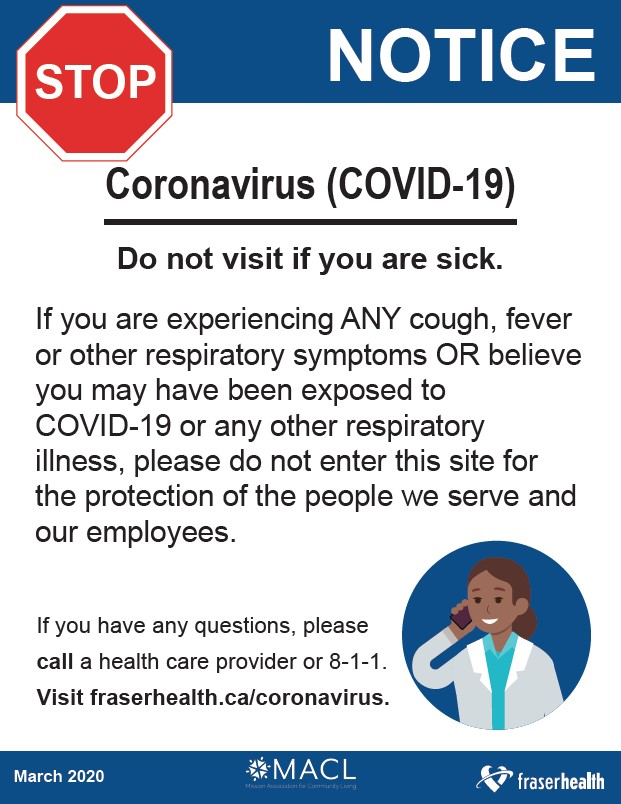 STOP
NOTICE
Coronavirus (COVID-19)
Do not visit if you are sick.
If you are experiencing ANY cough, fever
or other respiratory symptoms OR believe
you may have been exposed to
COVID-19 or any other respiratory
illness, please do not enter this site for
the protection of the people we serve and
our employees.
If you have any questions, please
call a health care provider or 8-1-1.
Visit fraserhealth.ca/coronavirus.
March 2020
MACL
Mission Association for Community Living
fraserhealth